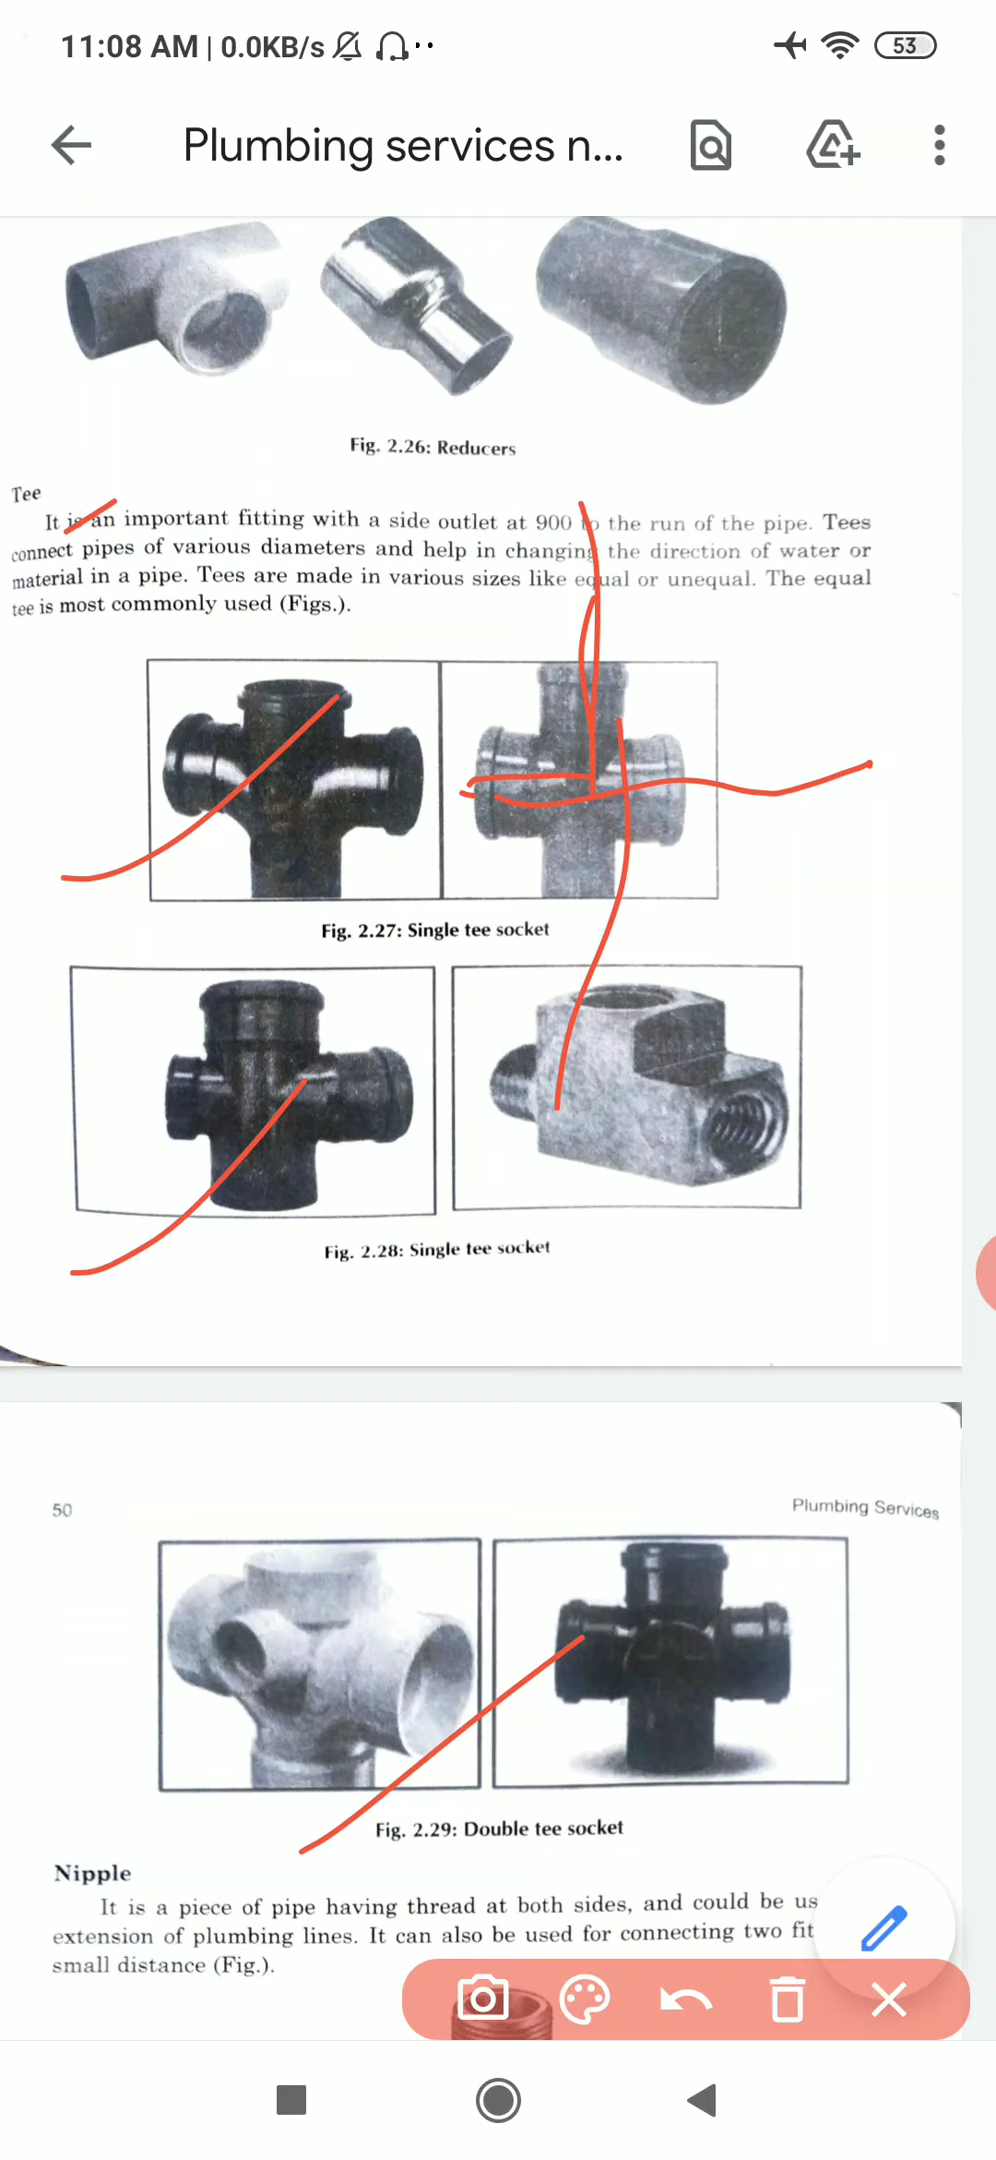 11:08 AM | 0.0KB/s
53
Plumbing services n...
Fig. 2.26: Reducers
Tee
It is an important fitting with a side outlet at 900 to the run of the pipe. Tees
connect pipes of various diameters and help in changing the direction of water or
material in a pipe. Tees are made in various sizes like equal or unequal. The equal
tee is most commonly used (Figs.).
Fig. 2.27: Single tee socket
Fig. 2.28: Single tee socket
50
Plumbing Services
Fig. 2.29: Double tee socket
Nipple
It is a piece of pipe having thread at both sides, and could be us
extension of plumbing lines. It can also be used for connecting two fit
small distance (Fig.).